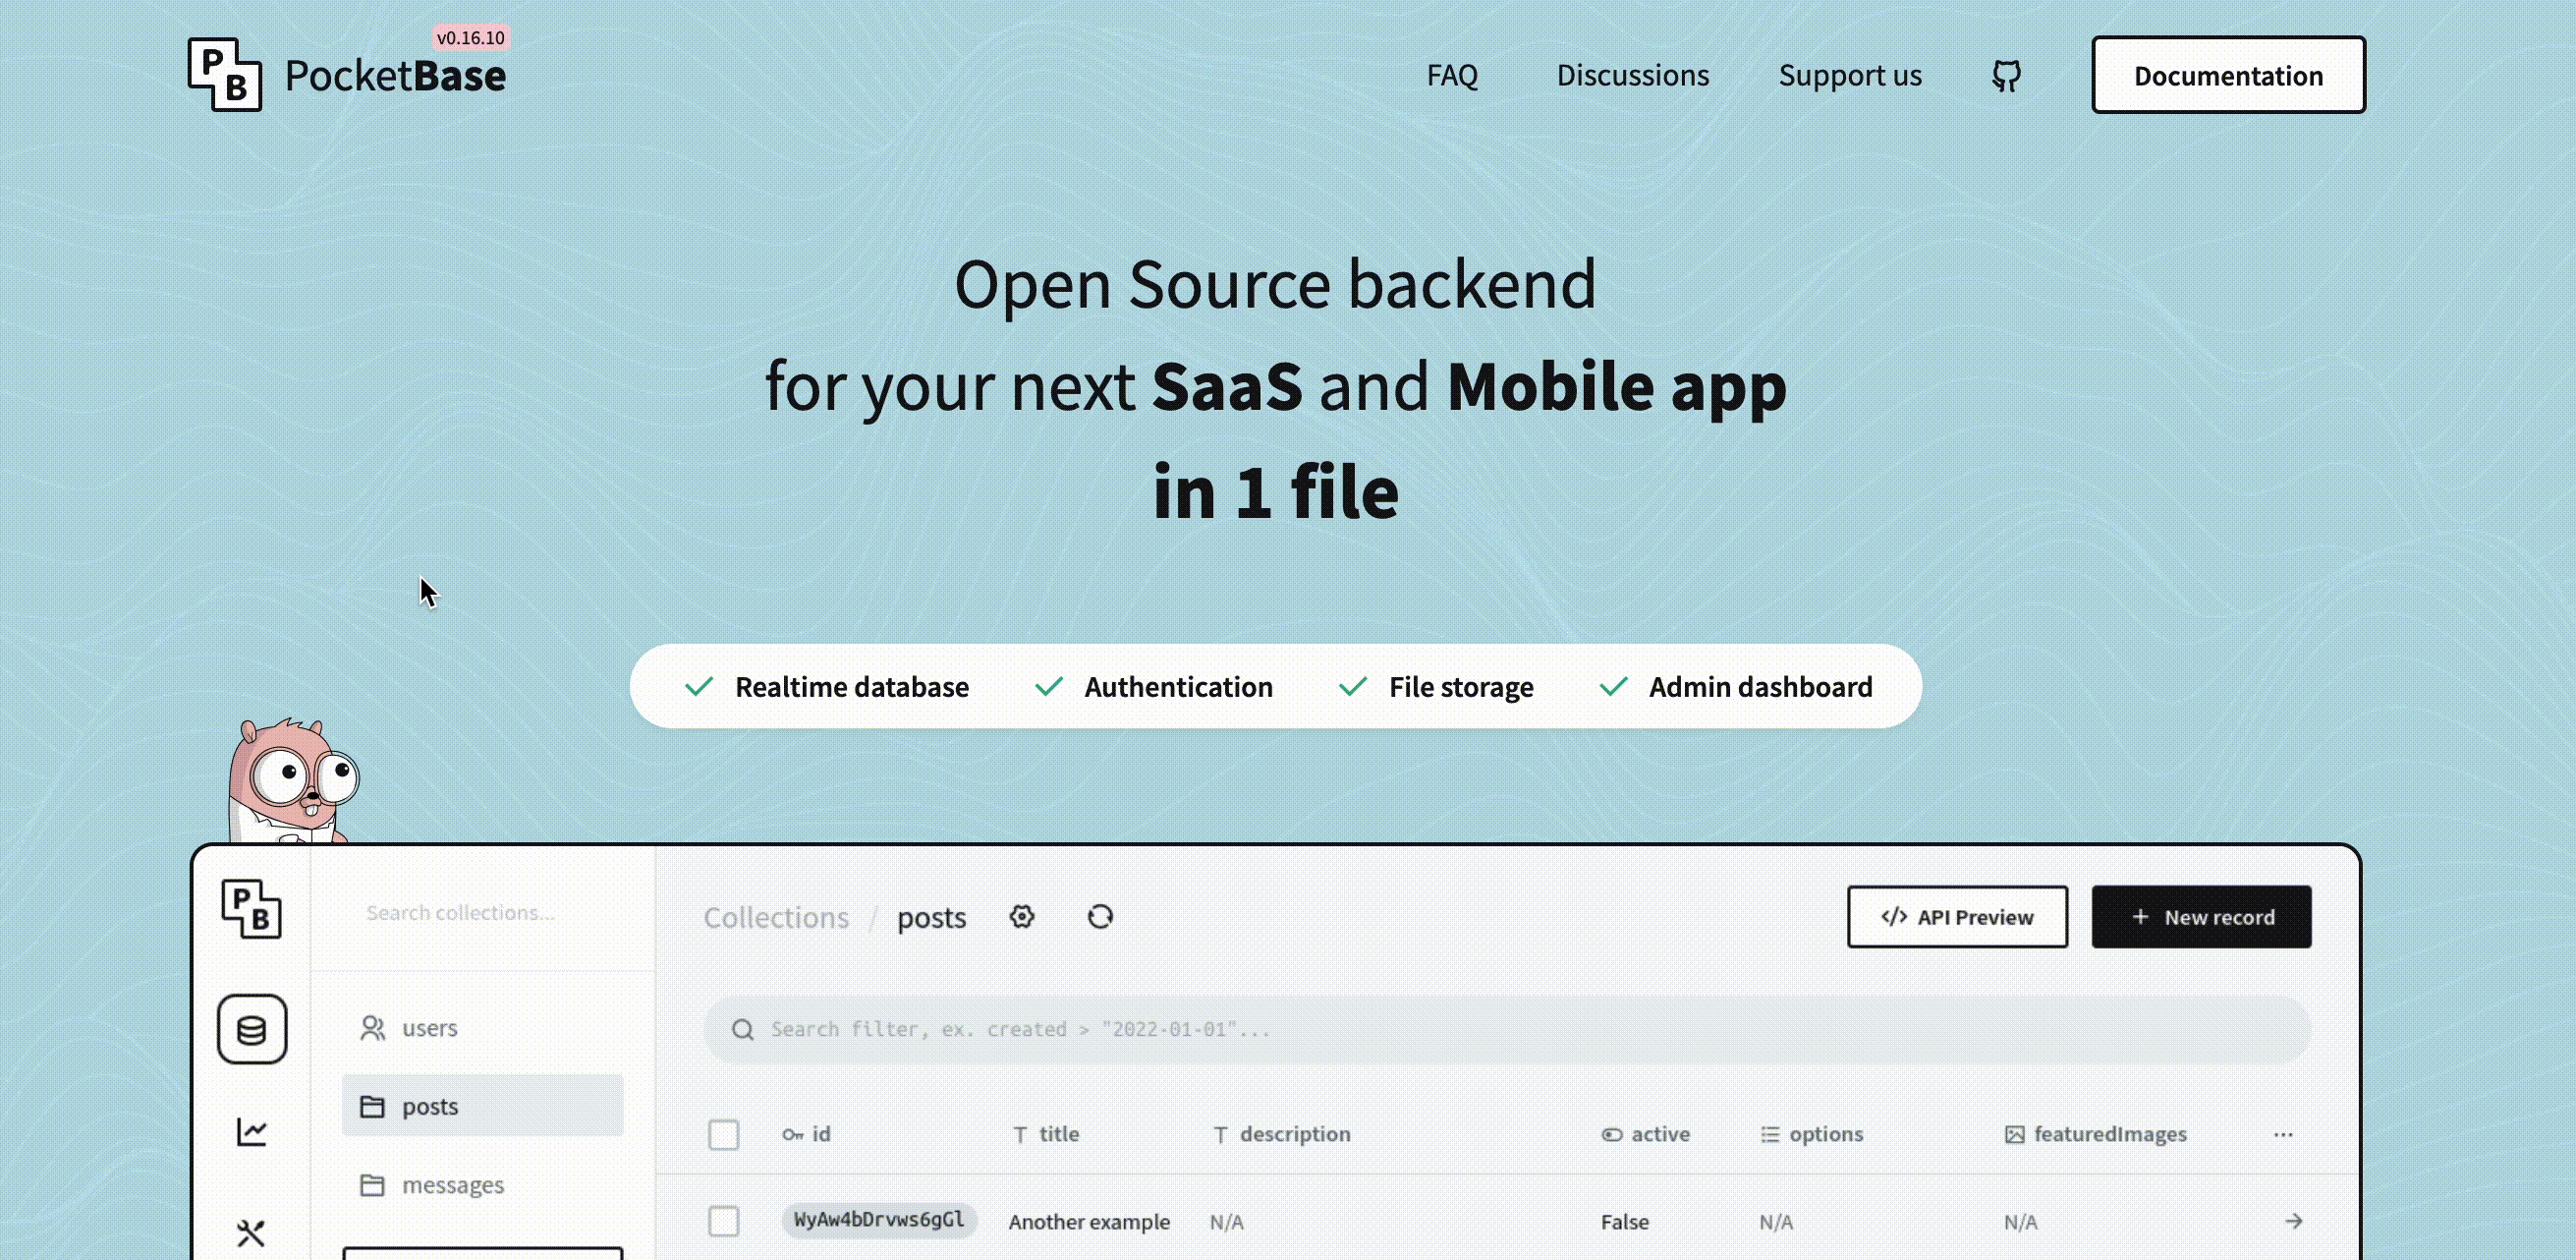 v0.16.10
PB PocketBase
FAQ Discussions Support us Documentation
Open Source backend
for your next SaaS and Mobile app
in 1 file
Realtime database Authentication File storage Admin dashboard
PB
Search collections...
Collections / posts
</> API Preview
+ New record
users
Search filter, ex. created > "2022-01-01"...
posts
id title description active options featuredImages ...
messages
WyAw4bDrvws6gGl Another example N/A False N/A N/A